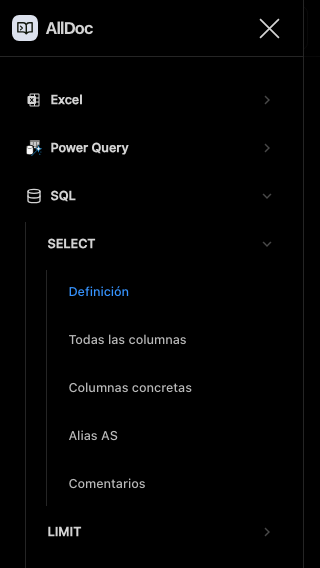 AllDoc
Excel
Power Query
SQL
SELECT
Definición
Todas las columnas
Columnas concretas
Alias AS
Comentarios
LIMIT